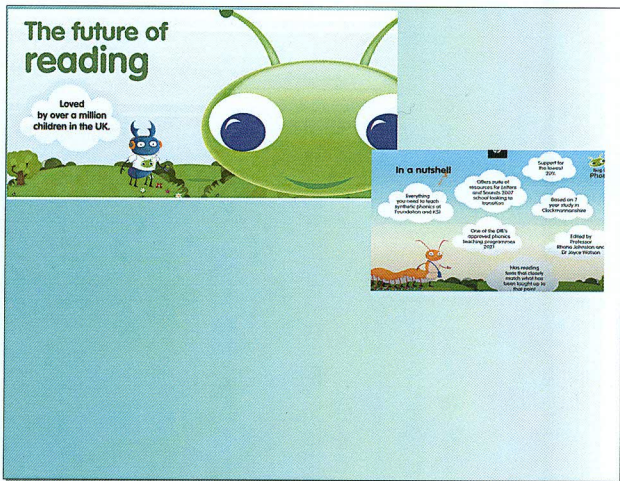 The future of
reading
Loved
by over a million
children in the UK.
In a nutshell
Support for
the lowest
20%
Offers suite of
resources for Letters
and Sounds 2007
school looking to
transition
Everything
you need to teach
synthetic phonics at
Foundation and KS1
Based on 7
year study in
Clackmannanshire
One of the DfE's
approved phonics
teaching programmes
2021
Edited by
Professor
Rhona Johnston and
Dr Joyce Watson
Has reading
texts that closely
match what has
been taught up to
that point